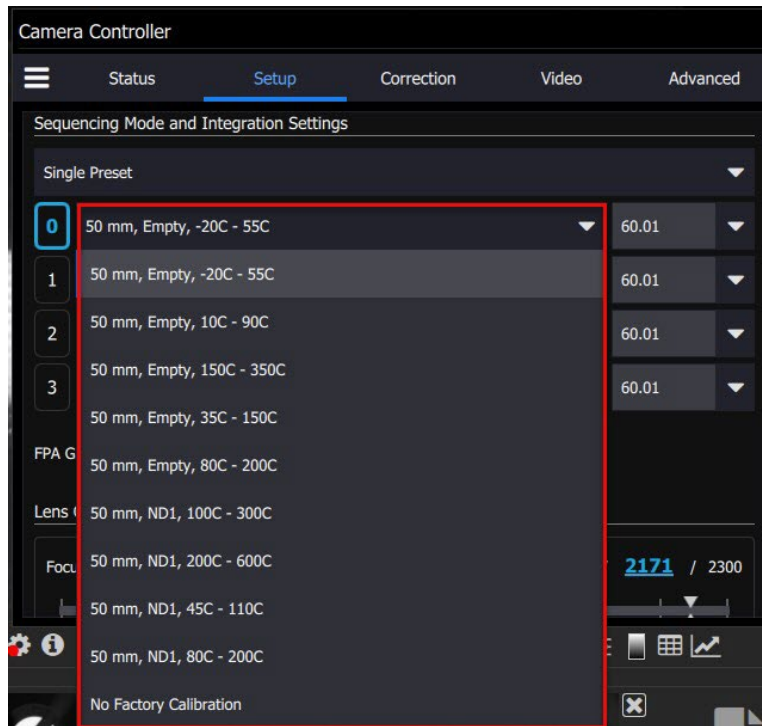 Camera Controller
Status Setup Correction Video Advanced
Sequencing Mode and Integration Settings
Single Preset
0 50 mm, Empty, -20C - 55C 60.01
50 mm, Empty, -20C - 55C
1 60.01
50 mm, Empty, 10C - 90C
2 60.01
50 mm, Empty, 150C - 350C
3 60.01
50 mm, Empty, 35C - 150C
FPA G
50 mm, Empty, 80C - 200C
Lens
50 mm, ND1, 100C - 300C
50 mm, ND1, 200C - 600C
Focu 2171 / 2300
50 mm, ND1, 45C - 110C
50 mm, ND1, 80C - 200C
No Factory Calibration